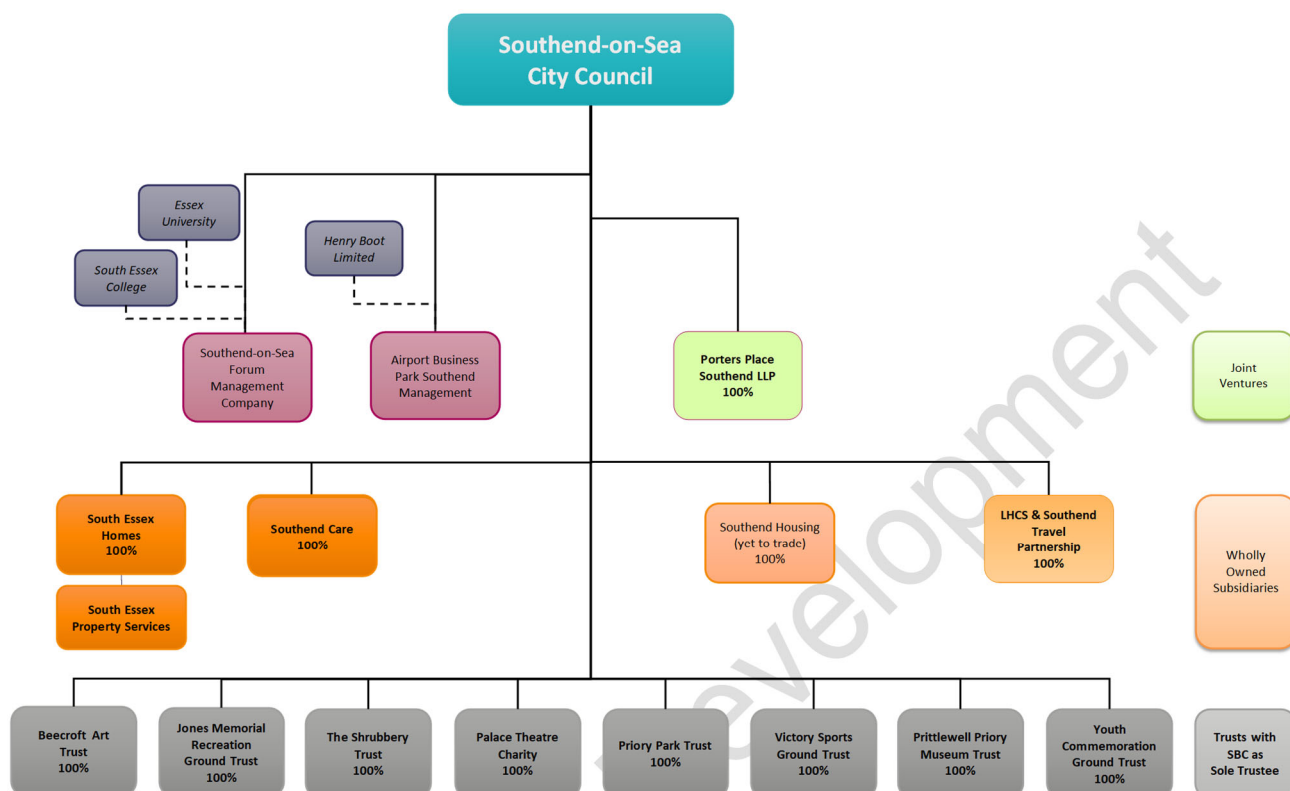 Southend-on-Sea
City Council
Essex
University
South Essex
College
Henry Boot
Limited
Southend-on-Sea
Forum
Management
Company
Airport Business
Park Southend
Management
Porters Place
Southend LLP
100%
Joint
Ventures
South Essex
Homes
100%
Southend Care
100%
Southend Housing
(yet to trade)
100%
LHCS & Southend
Travel
Partnership
100%
Wholly
Owned
Subsidiaries
South Essex
Property Services
Beecroft Art
Trust
100%
Jones Memorial
Recreation
Ground Trust
100%
The Shrubbery
Trust
100%
Palace Theatre
Charity
100%
Priory Park Trust
100%
Victory Sports
Ground Trust
100%
Prittlewell Priory
Museum Trust
100%
Youth
Commemoration
Ground Trust
100%
Trusts with
SBC as
Sole Trustee